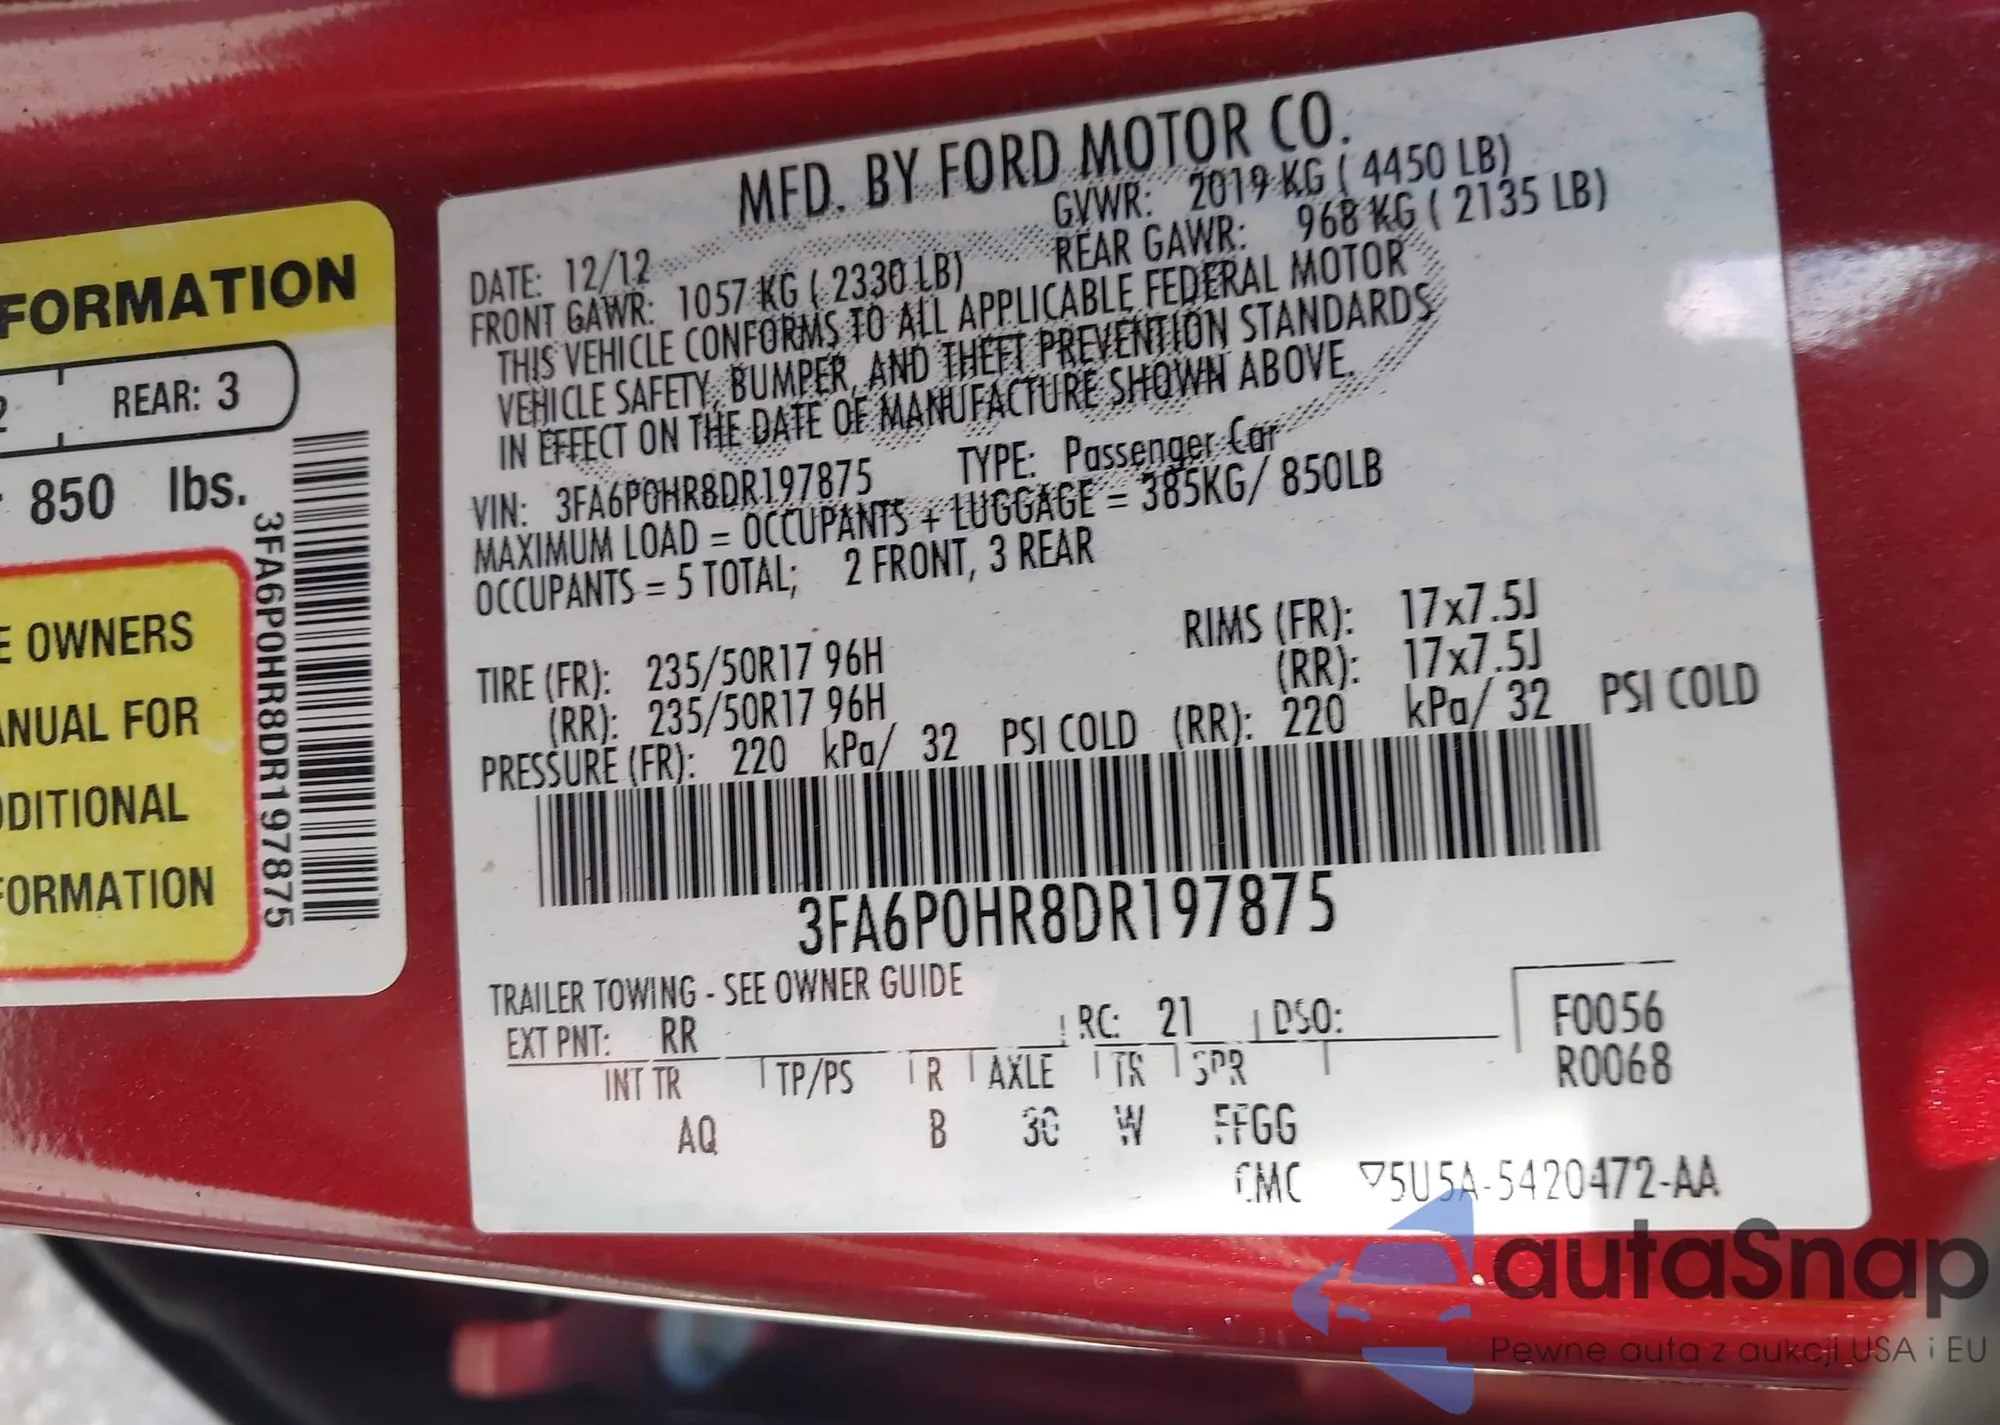 FORMATION
REAR: 3
850 lbs.
OWNERS
ANUAL FOR
DDITIONAL
FORMATION
3FA6P0HR8DR197875
MFD. BY FORD MOTOR CO.
DATE: 12/12 GVWR: 2019 KG ( 4450 LB)
FRONT GAWR: 1057 KG ( 2330 LB) REAR GAWR: 968 KG ( 2135 LB)
THIS VEHICLE CONFORMS TO ALL APPLICABLE FEDERAL MOTOR
VEHICLE SAFETY, BUMPER, AND THEFT PREVENTION STANDARDS
IN EFFECT ON THE DATE OF MANUFACTURE SHOWN ABOVE.
VIN: 3FA6P0HR8DR197875 TYPE: Passenger Car
MAXIMUM LOAD = OCCUPANTS + LUGGAGE = 385KG/ 850LB
OCCUPANTS = 5 TOTAL; 2 FRONT, 3 REAR
TIRE (FR): 235/50R17 96H RIMS (FR): 17x7.5J
(RR): 235/50R17 96H (RR): 17x7.5J
PRESSURE (FR): 220 kPa/ 32 PSI COLD (RR): 220 kPa/ 32 PSI COLD
3FA6P0HR8DR197875
TRAILER TOWING - SEE OWNER GUIDE
EXT PNT: RR RC: 21 DSO: F0056
INT TR TP/PS R AXLE TR SPR R0068
AQ B 30 W FFGG
CMC ▽5U5A-5420472-AA
autaSnap
Pewne auta z aukcji USA i EU